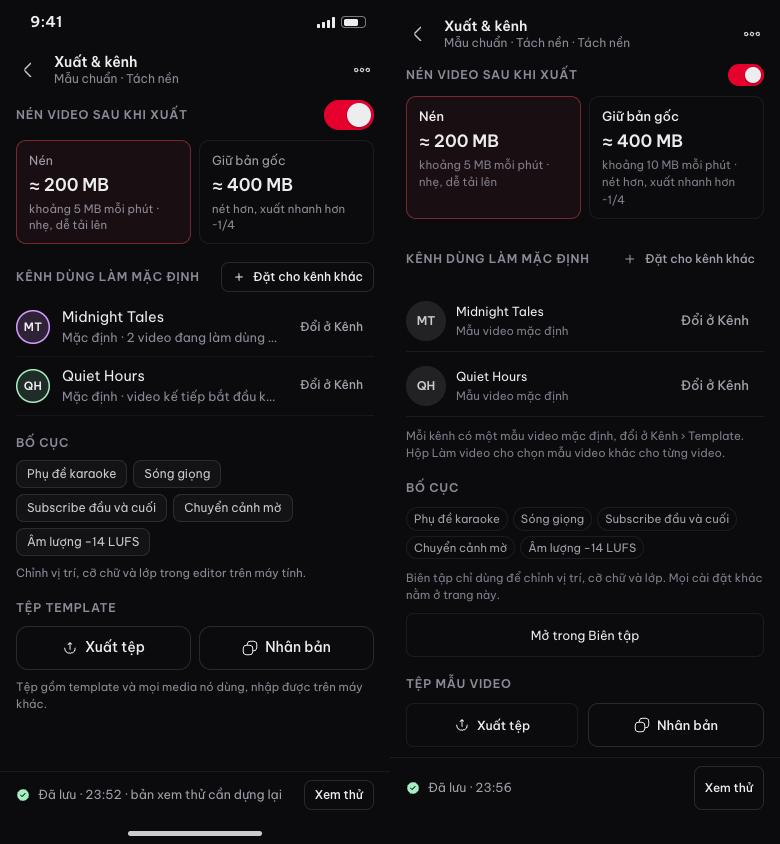 9:41
Xuất & kênh
Mẫu chuẩn · Tách nền
NÉN VIDEO SAU KHI XUẤT
Nén
≈ 200 MB
khoảng 5 MB mỗi phút ·
nhẹ, dễ tải lên
Giữ bản gốc
≈ 400 MB
nét hơn, xuất nhanh hơn
~1/4
KÊNH DÙNG LÀM MẶC ĐỊNH
+ Đặt cho kênh khác
MT
Midnight Tales
Mặc định · 2 video đang làm dùng ...
Đổi ở Kênh
QH
Quiet Hours
Mặc định · video kế tiếp bắt đầu k...
Đổi ở Kênh
BỐ CỤC
Phụ đề karaoke
Sóng giọng
Subscribe đầu và cuối
Chuyển cảnh mờ
Âm lượng −14 LUFS
Chỉnh vị trí, cỡ chữ và lớp trong editor trên máy tính.
TỆP TEMPLATE
Xuất tệp
Nhân bản
Tệp gồm template và mọi media nó dùng, nhập được trên máy
khác.
Đã lưu · 23:52 · bản xem thử cần dựng lại
Xem thử
Xuất & kênh
Mẫu chuẩn · Tách nền · Tách nền
NÉN VIDEO SAU KHI XUẤT
Nén
≈ 200 MB
khoảng 5 MB mỗi phút ·
nhẹ, dễ tải lên
Giữ bản gốc
≈ 400 MB
khoảng 10 MB mỗi phút ·
nét hơn, xuất nhanh hơn
~1/4
KÊNH DÙNG LÀM MẶC ĐỊNH
+ Đặt cho kênh khác
MT
Midnight Tales
Mẫu video mặc định
Đổi ở Kênh
QH
Quiet Hours
Mẫu video mặc định
Đổi ở Kênh
Mỗi kênh có một mẫu video mặc định, đổi ở Kênh › Template.
Hộp Làm video cho chọn mẫu video khác cho từng video.
BỐ CỤC
Phụ đề karaoke
Sóng giọng
Subscribe đầu và cuối
Chuyển cảnh mờ
Âm lượng −14 LUFS
Biên tập chỉ dùng để chỉnh vị trí, cỡ chữ và lớp. Mọi cài đặt khác
nằm ở trang này.
Mở trong Biên tập
TỆP MẪU VIDEO
Xuất tệp
Nhân bản
Đã lưu · 23:56
Xem thử